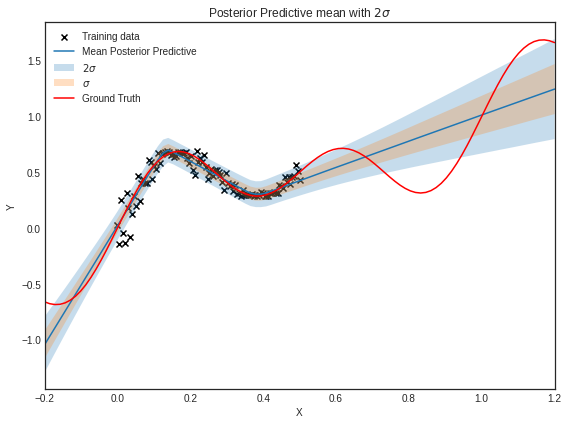 Posterior Predictive mean with 2σ
Training data
Mean Posterior Predictive
2σ
σ
Ground Truth
Y
1.5
1.0
0.5
0.0
−0.5
−1.0
−0.2 0.0 0.2 0.4 0.6 0.8 1.0 1.2
X